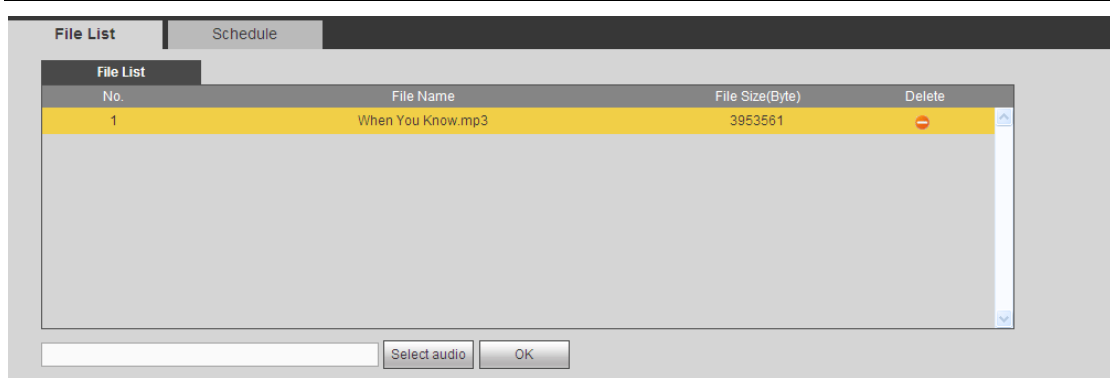 File List Schedule
File List
No. File Name File Size(Byte) Delete
1 When You Know.mp3 3953561
Select audio OK